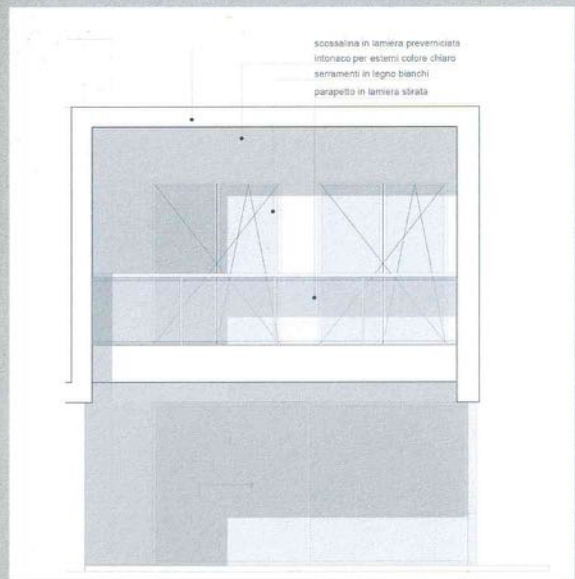 scossalina in lamiera preverniciata
intonaco per esterni colore chiaro
serramenti in legno bianchi
parapetto in lamiera stirata